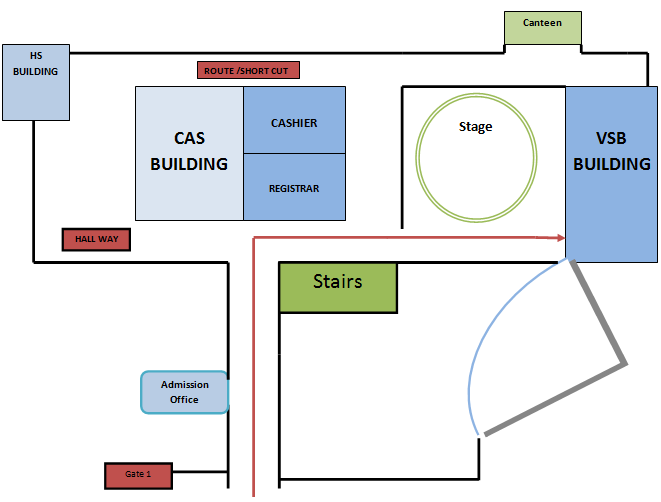 Canteen
HS
BUILDING
ROUTE /SHORT CUT
CAS
BUILDING
CASHIER
REGISTRAR
Stage
VSB
BUILDING
HALL WAY
Stairs
Admission
Office
Gate 1